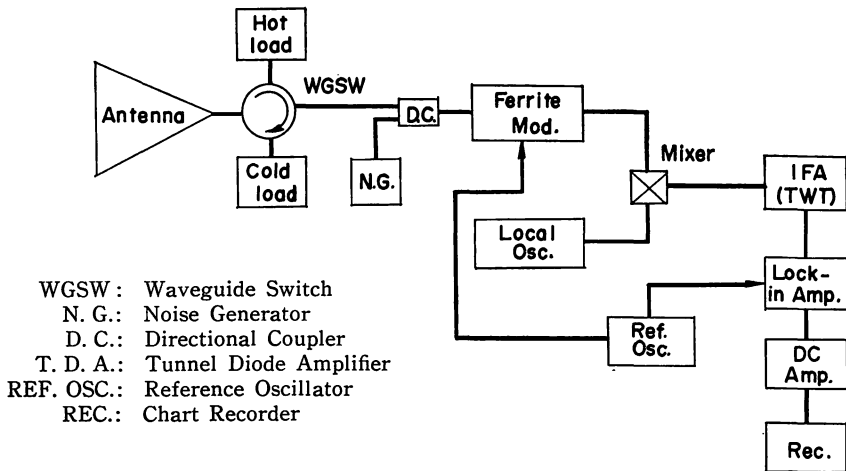 Hot
load
WGSW
Antenna
D.C.
Ferrite
Mod.
Cold
load
N.G.
Mixer
IFA
(TWT)
Local
Osc.
Lock-
in Amp.
Ref.
Osc.
DC
Amp.
Rec.
WGSW: Waveguide Switch
N. G.: Noise Generator
D. C.: Directional Coupler
T. D. A.: Tunnel Diode Amplifier
REF. OSC.: Reference Oscillator
REC.: Chart Recorder